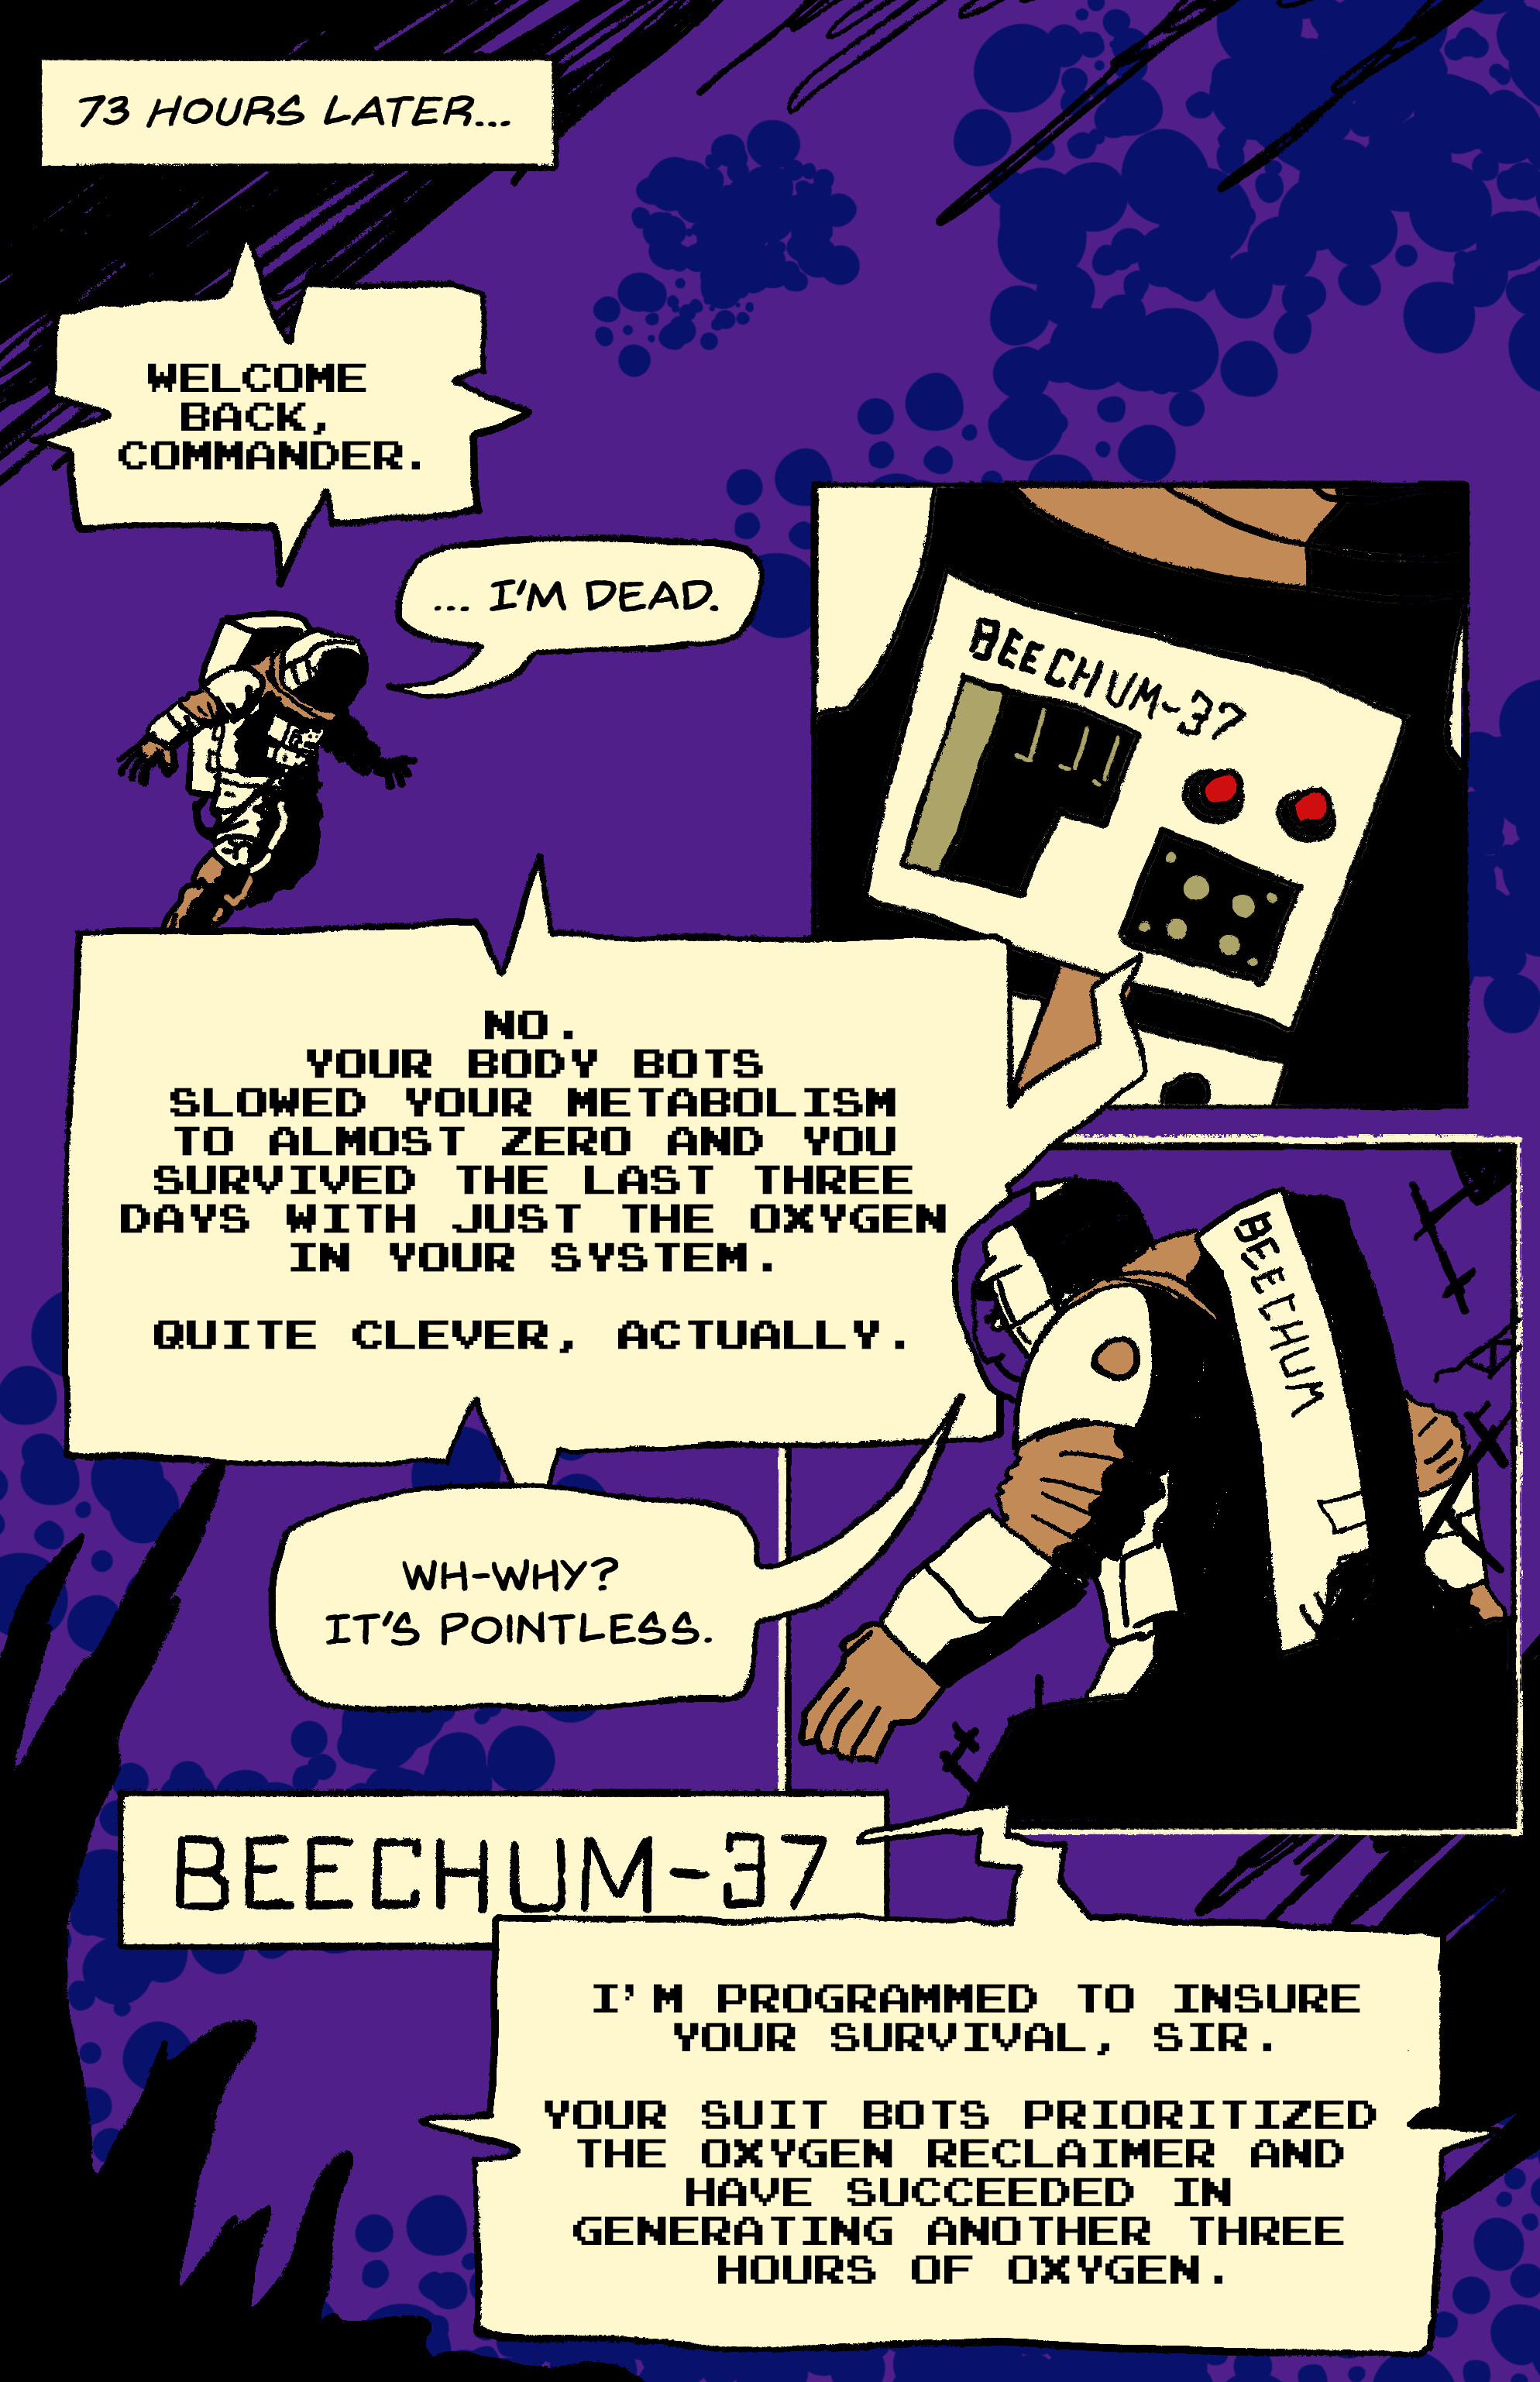 73 HOURS LATER...
WELCOME
BACK,
COMMANDER.
... I'M DEAD.
BEECHUM-37
NO.
YOUR BODY BOTS
SLOWED YOUR METABOLISM
TO ALMOST ZERO AND YOU
SURVIVED THE LAST THREE
DAYS WITH JUST THE OXYGEN
IN YOUR SYSTEM.
QUITE CLEVER, ACTUALLY.
BEECHUM
WH-WHY?
IT'S POINTLESS.
BEECHUM-37
I'M PROGRAMMED TO INSURE
YOUR SURVIVAL, SIR.
YOUR SUIT BOTS PRIORITIZED
THE OXYGEN RECLAIMER AND
HAVE SUCCEEDED IN
GENERATING ANOTHER THREE
HOURS OF OXYGEN.